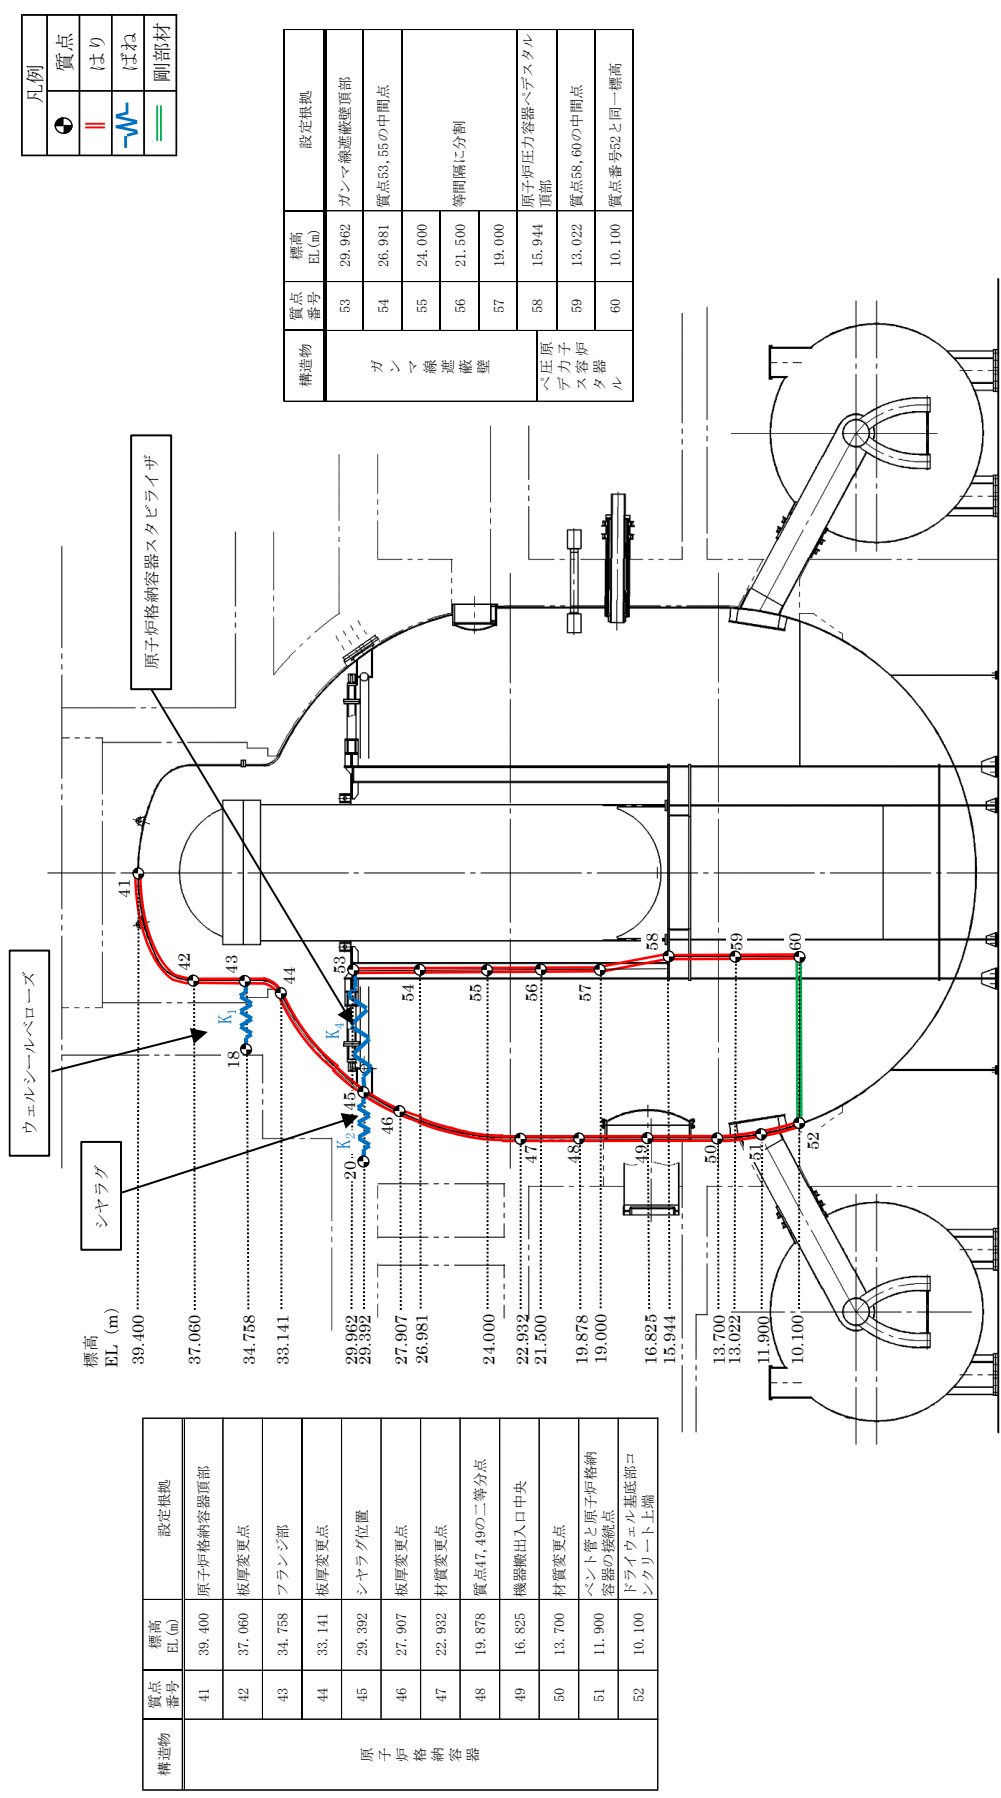 凡例
質点
はり
ばね
剛部材
構造物
質点
番号
標高
EL(m)
設定根拠
ガンマ線遮蔽壁
53 29.962 ガンマ線遮蔽壁頂部
54 26.981 質点53,55の中間点
55 24.000
56 21.500 等間隔に分割
57 19.000
原子炉圧力容器ペデスタル
58 15.944 原子炉圧力容器ペデスタル
頂部
59 13.022 質点58,60の中間点
60 10.100 質点番号52と同一標高
原子炉格納容器スタビライザ
ウェルシールベローズ
シヤラグ
41
42
43
44
18
K1
53
K4
45
K2
20
46
54
55
47
56
48
57
49
58
50
59
51
60
52
標高
EL (m)
39.400
37.060
34.758
33.141
29.962
29.392
27.907
26.981
24.000
22.932
21.500
19.878
19.000
16.825
15.944
13.700
13.022
11.900
10.100
構造物
質点
番号
標高
EL(m)
設定根拠
原子炉格納容器
41 39.400 原子炉格納容器頂部
42 37.060 板厚変更点
43 34.758 フランジ部
44 33.141 板厚変更点
45 29.392 シヤラグ位置
46 27.907 板厚変更点
47 22.932 材質変更点
48 19.878 質点47,49の二等分点
49 16.825 機器搬出入口中央
50 13.700 材質変更点
51 11.900 ベント管と原子炉格納
容器の接続点
52 10.100 ドライウェル基底部コ
ンクリート上端